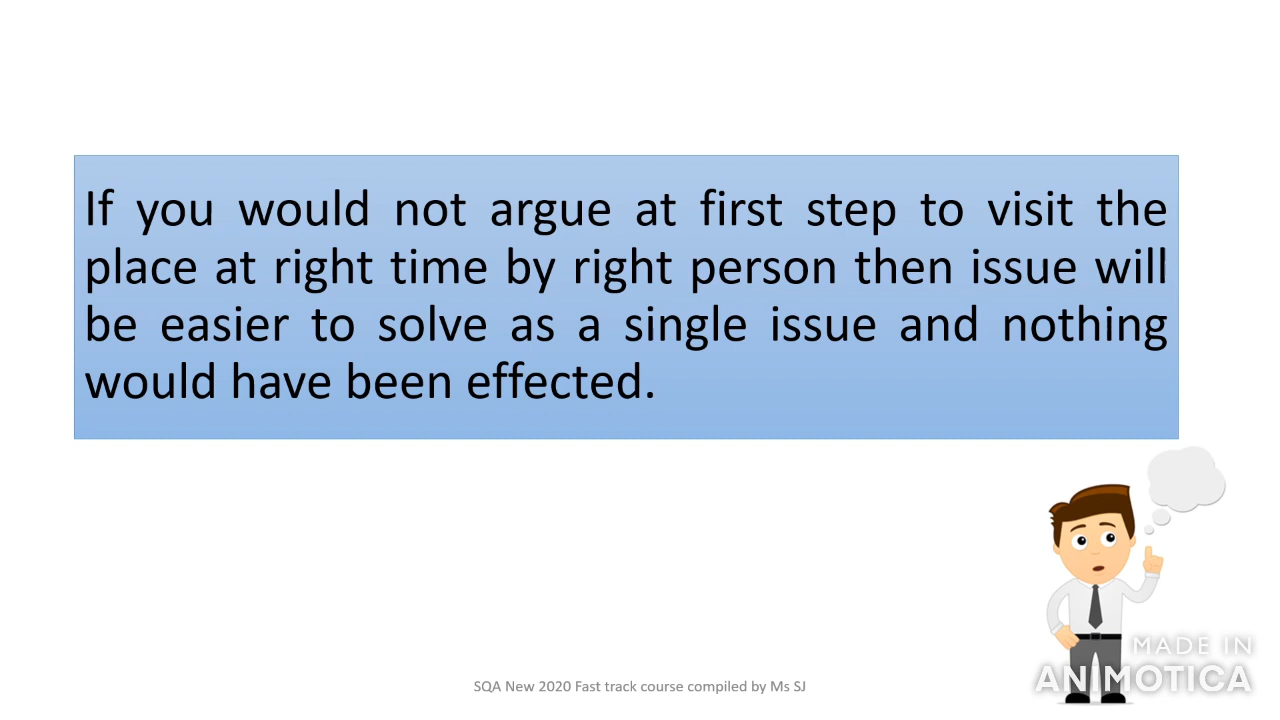 If you would not argue at first step to visit the
place at right time by right person then issue will
be easier to solve as a single issue and nothing
would have been effected.
MADE IN
ANIMOTICA
SQA New 2020 Fast track course compiled by Ms SJ